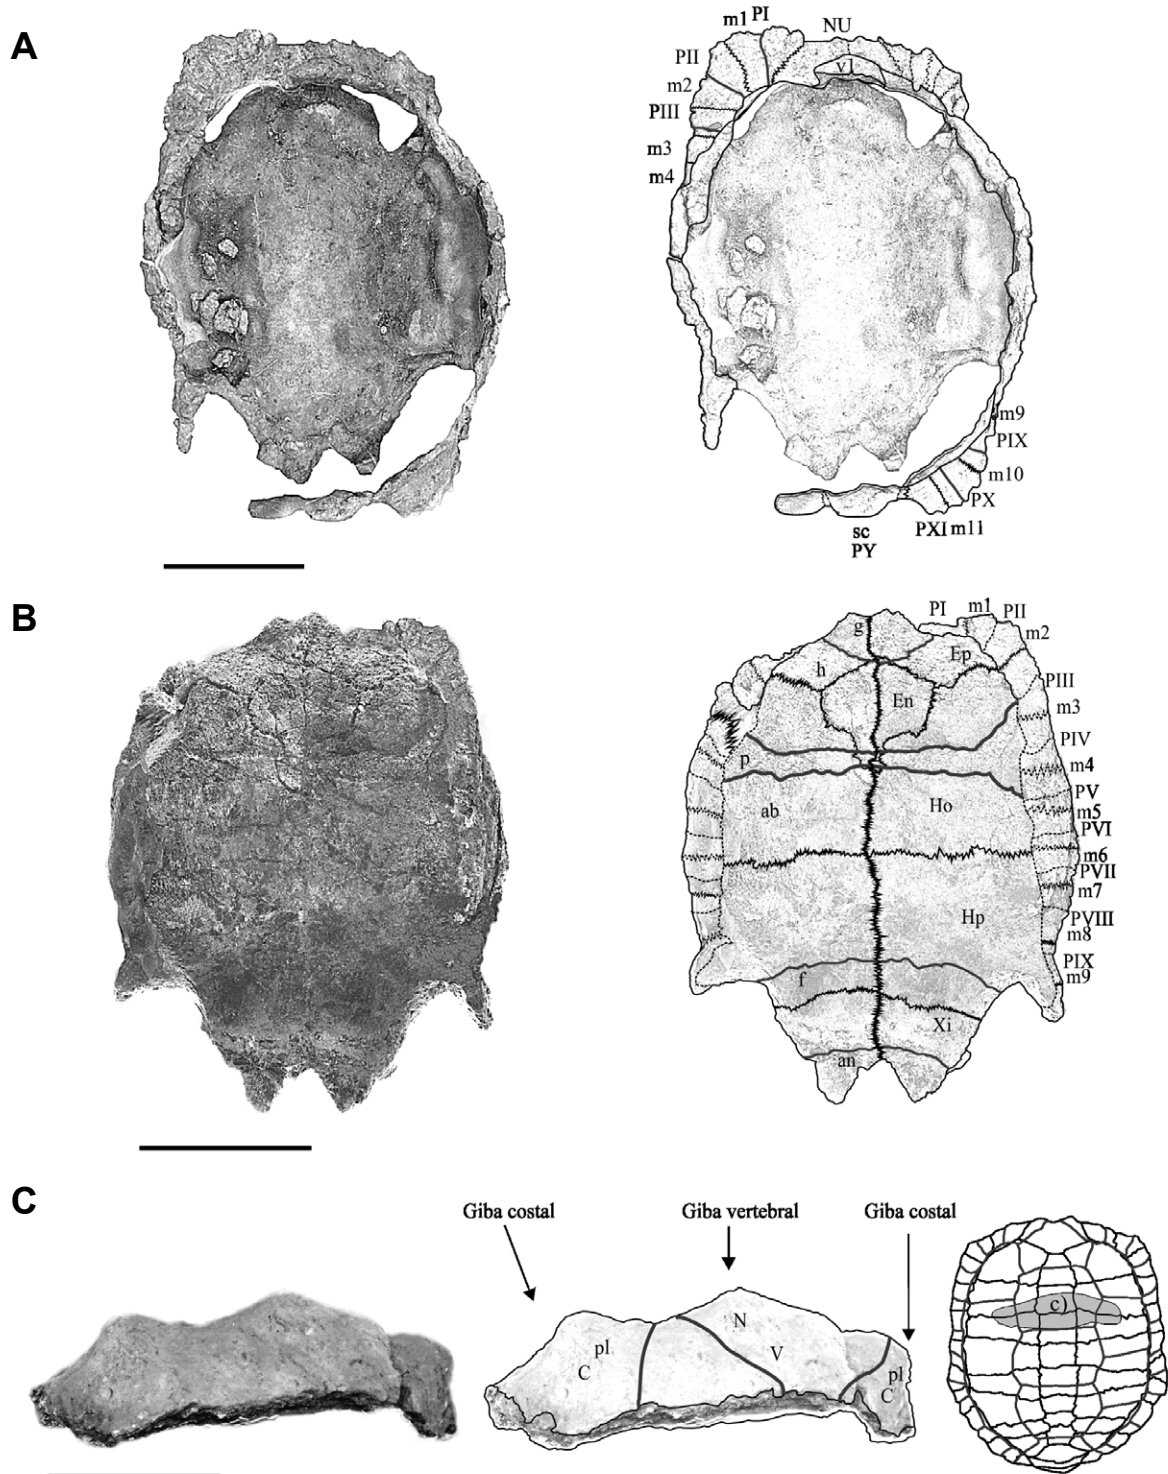 A
m1 PI
NU
PII
v1
m2
PIII
m3
m4
m9
PIX
m10
PX
sc
PXI m11
PY
B
PI
m1
PII
g
m2
Ep
h
PIII
En
m3
PIV
p
m4
PV
ab
Ho
m5
PVI
m6
PVII
m7
Hp
PVIII
m8
PIX
f
m9
Xi
an
C
Giba costal
Giba vertebral
Giba costal
c)
N
pl
V
C
pl
C